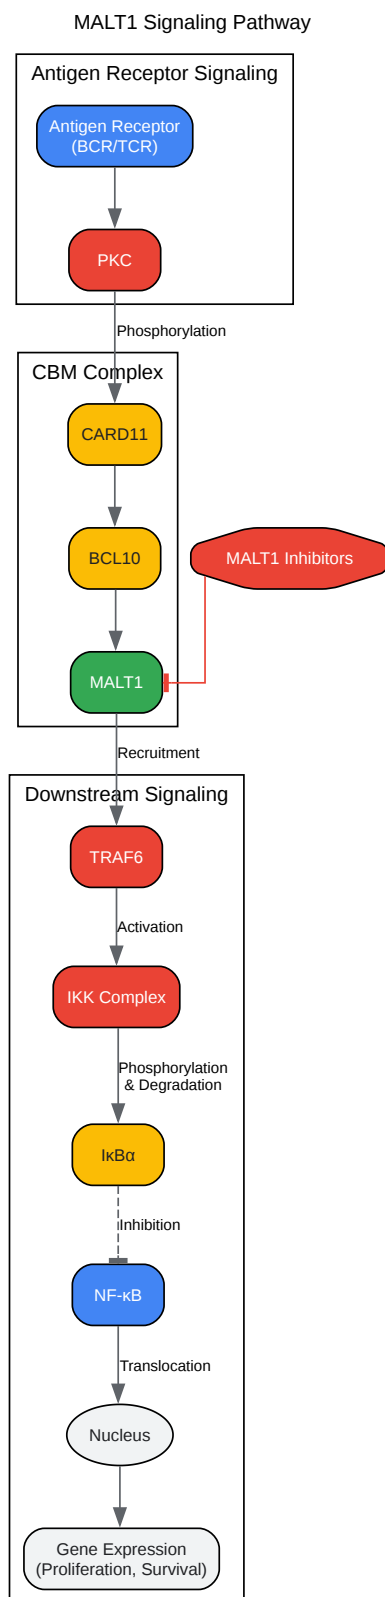 MALT1 Signaling Pathway
Antigen Receptor Signaling
Antigen Receptor
(BCR/TCR)
PKC
Phosphorylation
CBM Complex
CARD11
BCL10
MALT1 Inhibitors
MALT1
Recruitment
Downstream Signaling
TRAF6
Activation
IKK Complex
Phosphorylation
& Degradation
IκBα
Inhibition
NF-κB
Translocation
Nucleus
Gene Expression
(Proliferation, Survival)